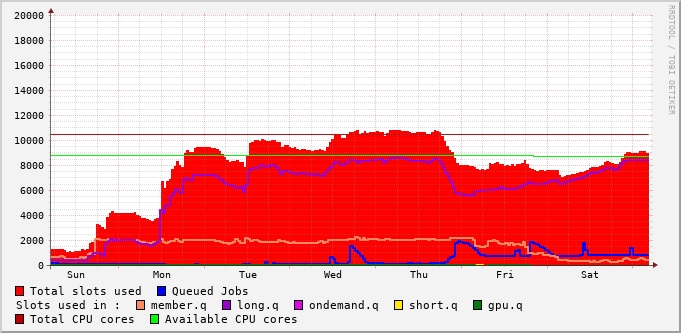 20000
18000
16000
14000
12000
10000
8000
6000
4000
2000
0
Sun Mon Tue Wed Thu Fri Sat
Total slots used Queued Jobs
Slots used in : member.q long.q ondemand.q short.q gpu.q
Total CPU cores Available CPU cores
RRDTOOL / TOBI OETIKER